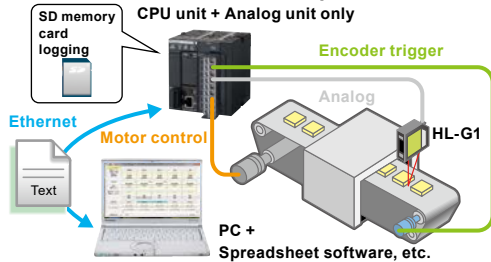 SD memory
card
logging
CPU unit + Analog unit only
Encoder trigger
Analog
Ethernet
Motor control
HL-G1
Text
PC +
Spreadsheet software, etc.